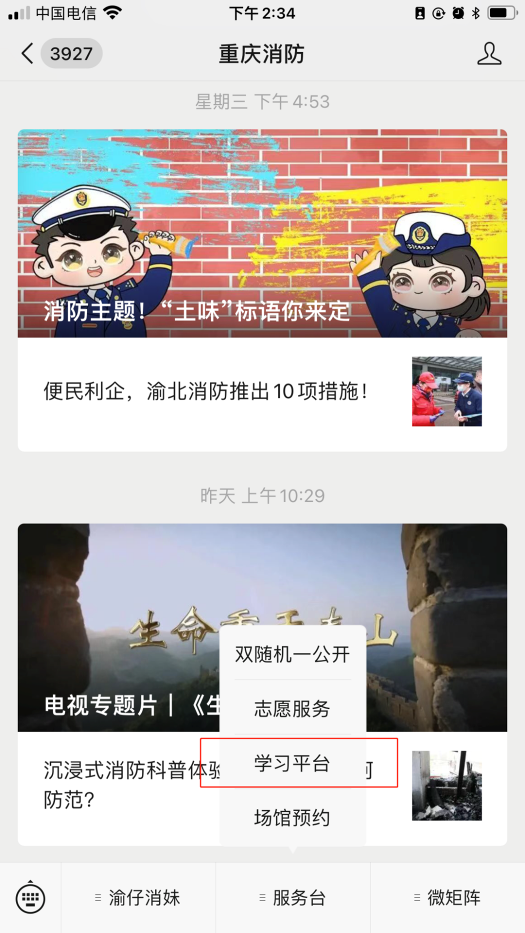 中国电信 下午2:34
3927 重庆消防
星期三 下午4:53
消防主题！“土味”标语你来定
便民利企，渝北消防推出10项措施！
昨天 上午10:29
生命重于泰山
双随机一公开
电视专题片｜《生
志愿服务
沉浸式消防科普体验
学习平台
防范？
场馆预约
渝仔消妹 服务台 微矩阵